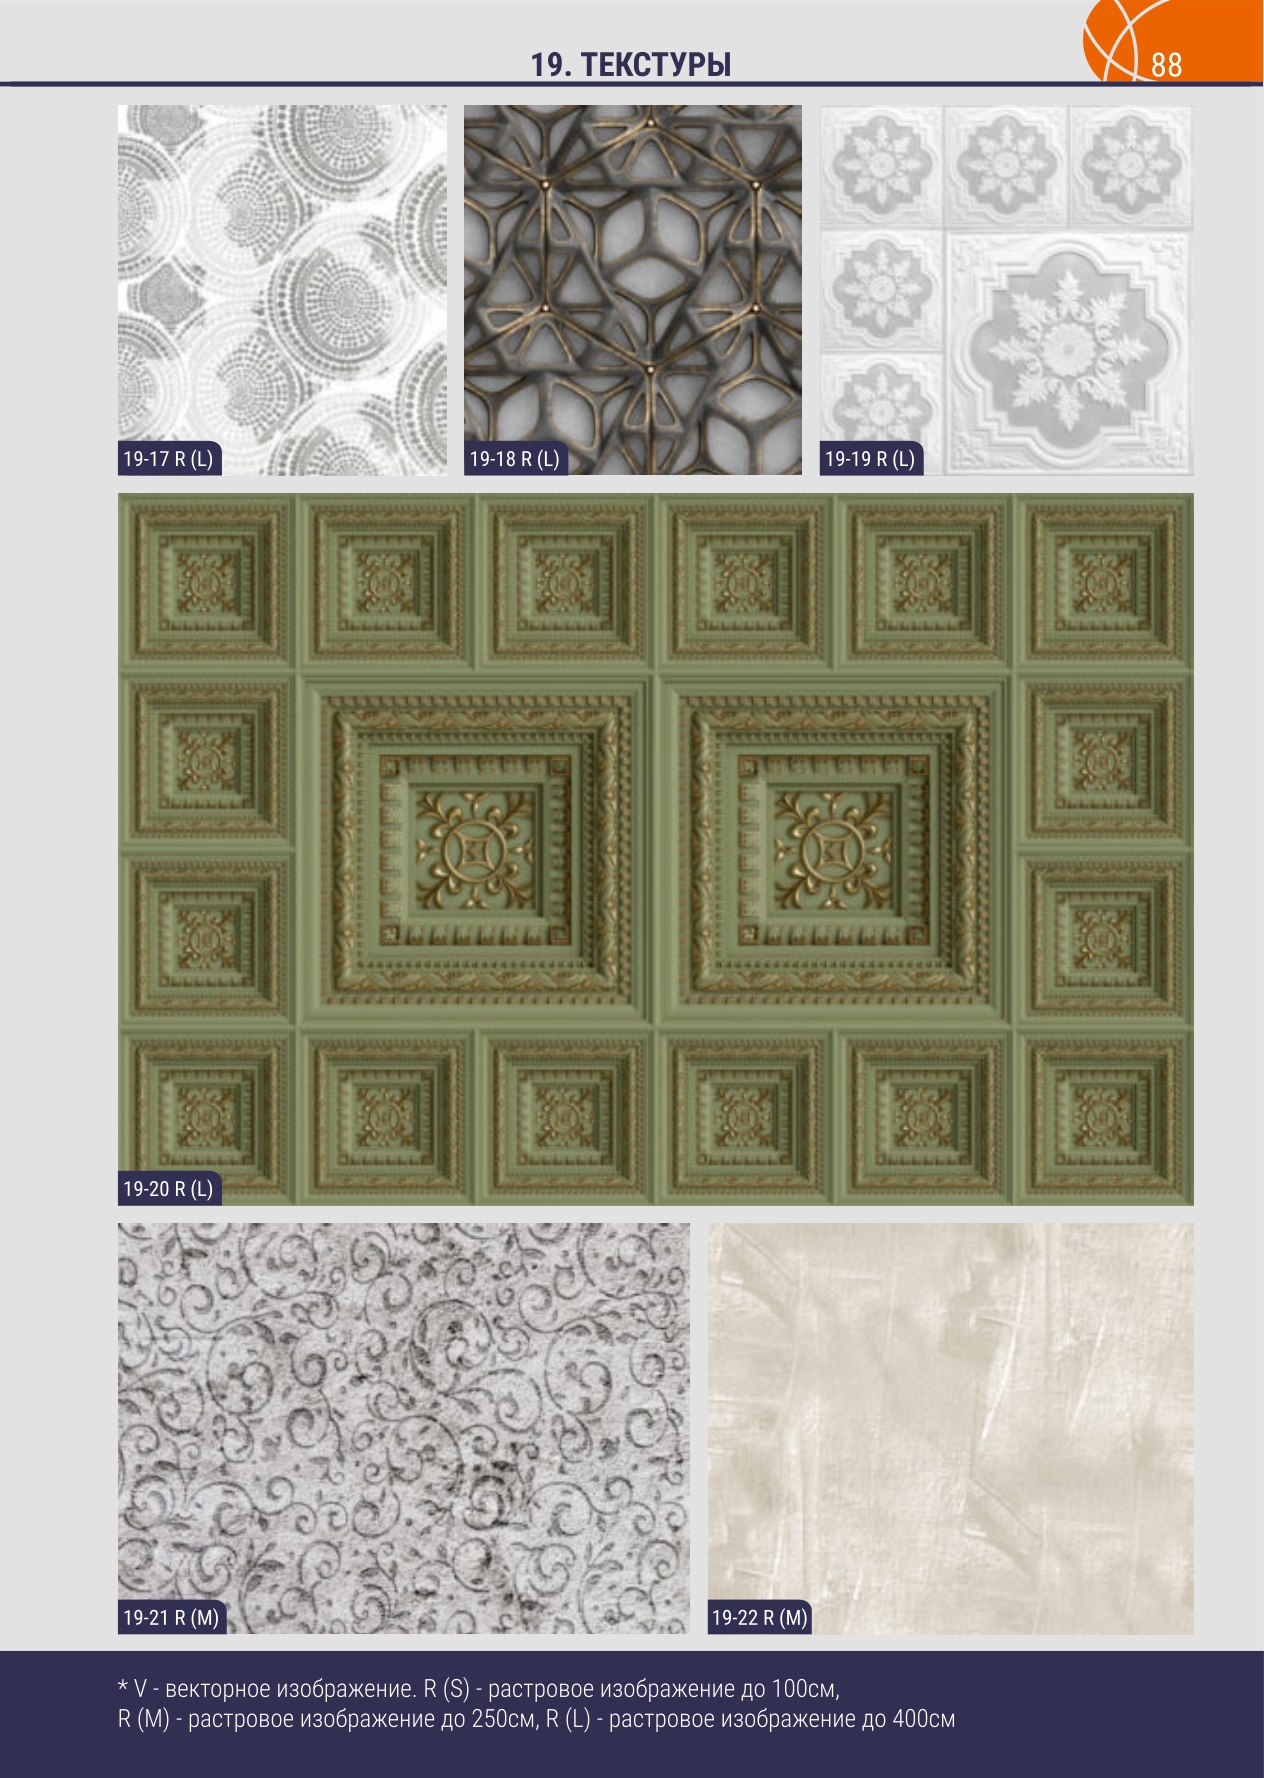 19. ТЕКСТУРЫ
88
19-17 R (L)
19-18 R (L)
19-19 R (L)
19-20 R (L)
19-21 R (M)
19-22 R (M)
* V - векторное изображение. R (S) - растровое изображение до 100см,
R (M) - растровое изображение до 250см, R (L) - растровое изображение до 400см